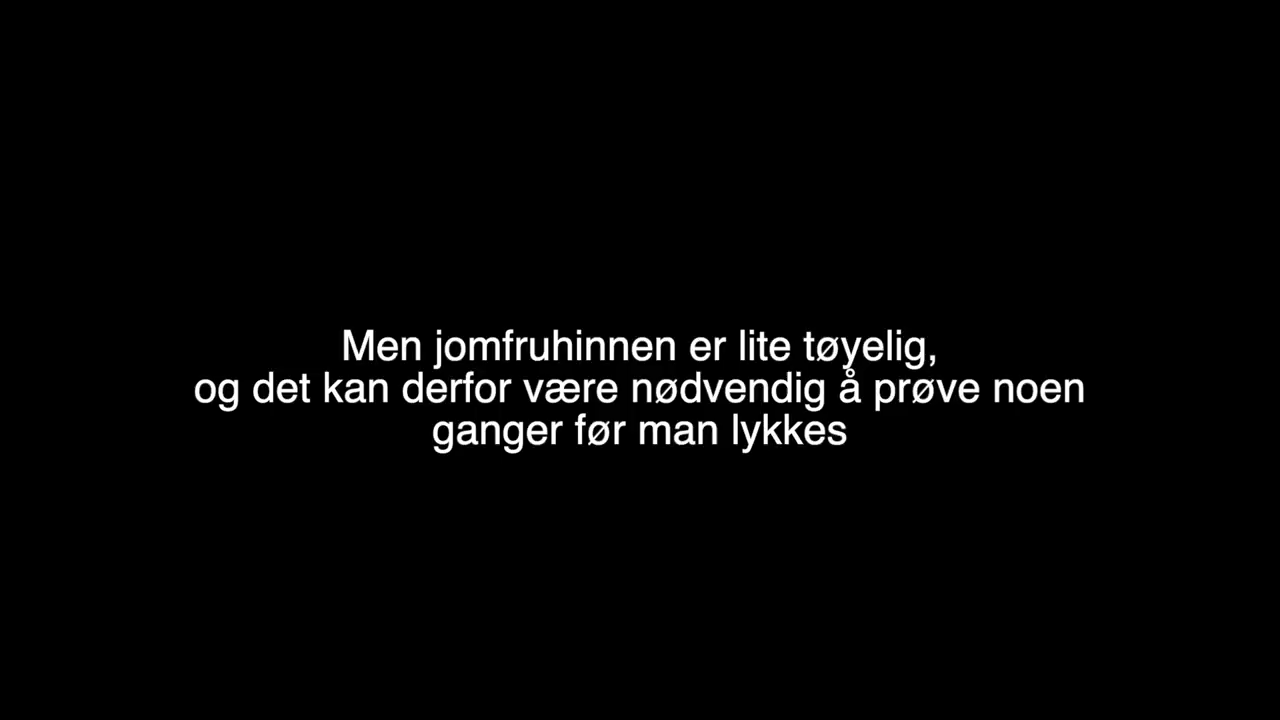 Men jomfruhinnen er lite tøyelig,
og det kan derfor være nødvendig å prøve noen
ganger før man lykkes